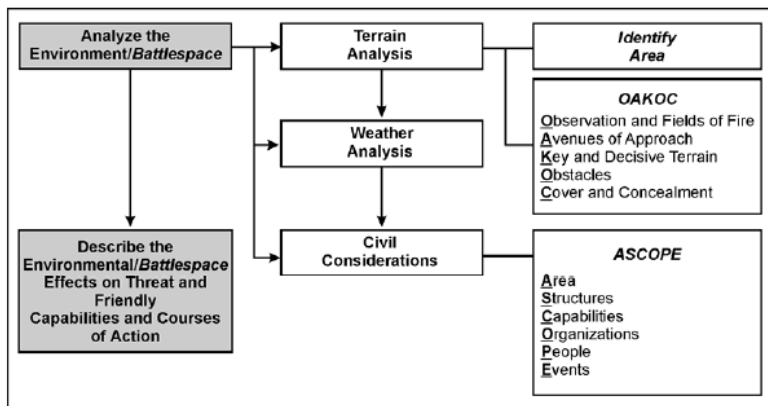 Analyze the
Environment/Battlespace
Terrain
Analysis
Identify
Area
OAKOC
Observation and Fields of Fire
Avenues of Approach
Key and Decisive Terrain
Obstacles
Cover and Concealment
Weather
Analysis
Describe the
Environmental/Battlespace
Effects on Threat and
Friendly
Capabilities and Courses
of Action
Civil
Considerations
ASCOPE
Area
Structures
Capabilities
Organizations
People
Events